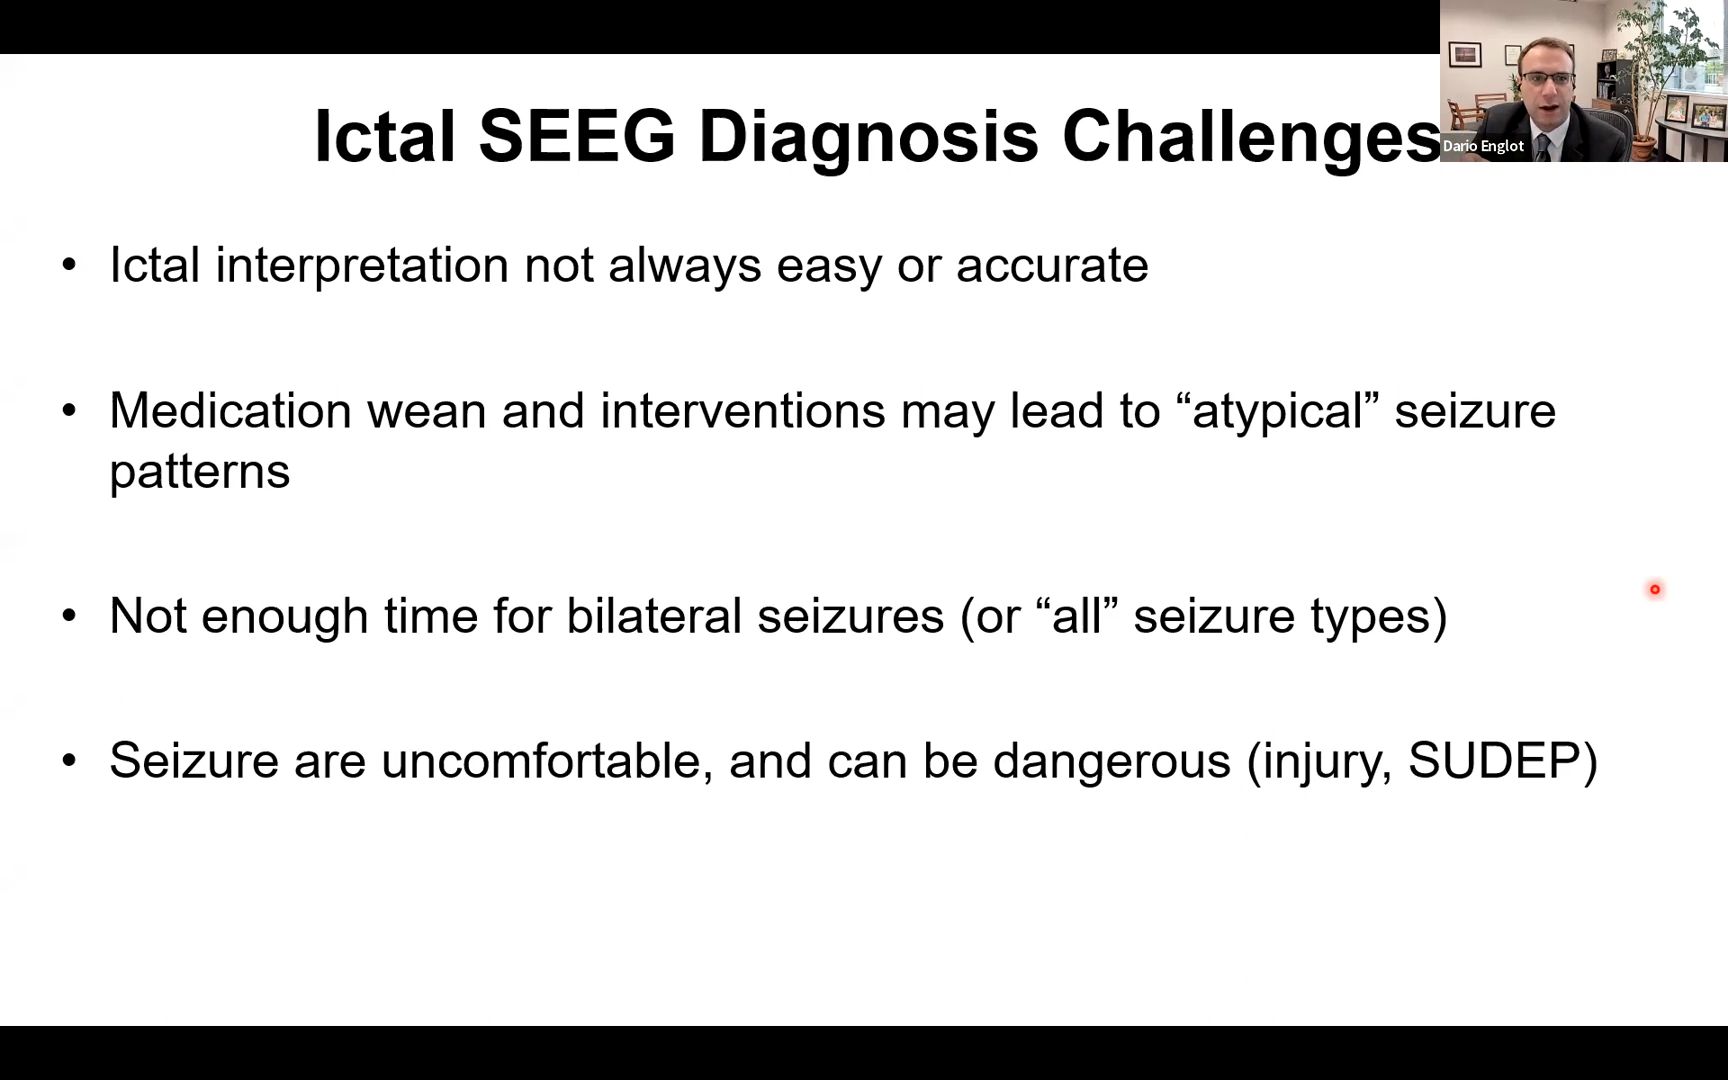 Ictal SEEG Diagnosis Challenges
Dario Englot
• Ictal interpretation not always easy or accurate
• Medication wean and interventions may lead to “atypical” seizure
patterns
• Not enough time for bilateral seizures (or “all” seizure types)
• Seizure are uncomfortable, and can be dangerous (injury, SUDEP)